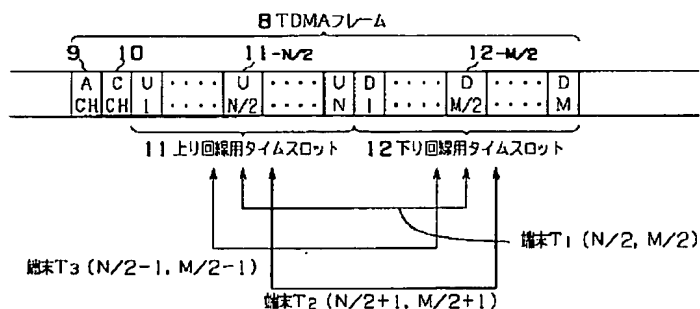 8 TDMAフレーム
9 10 11-N/2 12-M/2
A C U ‥‥ U ‥‥ U D ‥‥ D ‥‥ D
CH CH 1 ‥‥ N/2 ‥‥ N 1 ‥‥ M/2 ‥‥ M
11 上り回線用タイムスロット 12 下り回線用タイムスロット
端末T1 (N/2, M/2)
端末T3 (N/2-1, M/2-1)
端末T2 (N/2+1, M/2+1)